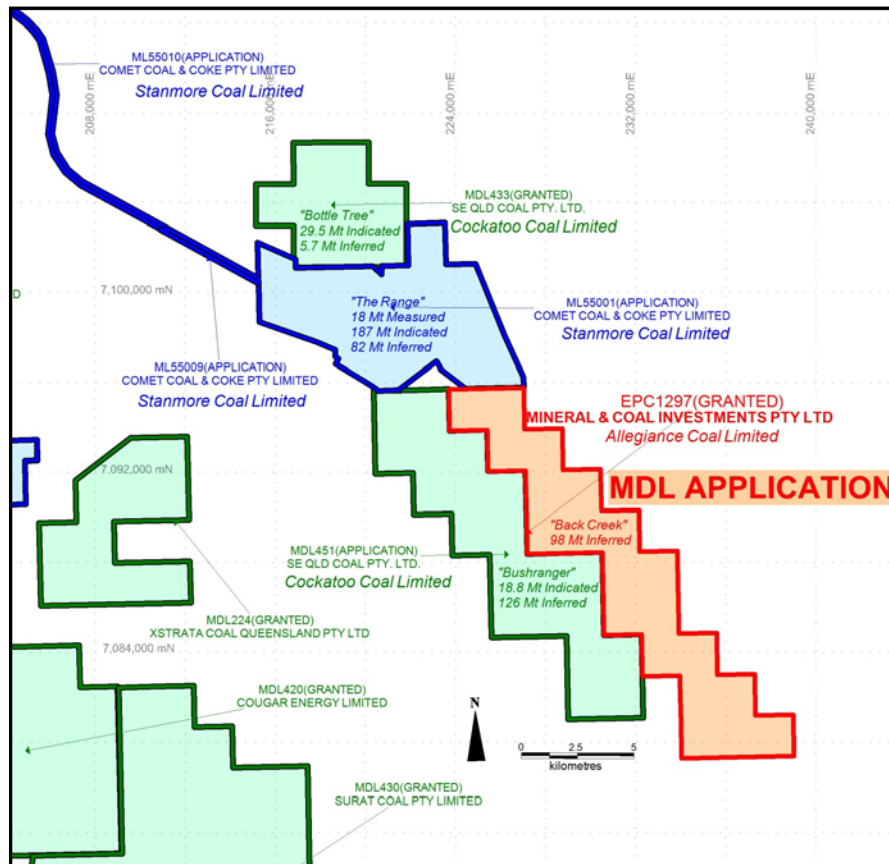 ML55010(APPLICATION)
COMET COAL & COKE PTY LIMITED
Stanmore Coal Limited
208,000 mE
216,000 mE
224,000 mE
232,000 mE
240,000 mE
MDL433(GRANTED)
SE QLD COAL PTY. LTD.
Cockatoo Coal Limited
"Bottle Tree"
29.5 Mt Indicated
5.7 Mt Inferred
D
7,100,000 mN
"The Range"
18 Mt Measured
187 Mt Indicated
82 Mt Inferred
ML55001(APPLICATION)
COMET COAL & COKE PTY LIMITED
Stanmore Coal Limited
ML55009(APPLICATION)
COMET COAL & COKE PTY LIMITED
Stanmore Coal Limited
EPC1297(GRANTED)
MINERAL & COAL INVESTMENTS PTY LTD
Allegiance Coal Limited
7,092,000 mN
MDL APPLICATION
"Back Creek"
98 Mt Inferred
MDL451(APPLICATION)
SE QLD COAL PTY. LTD.
Cockatoo Coal Limited
"Bushranger"
18.8 Mt Indicated
126 Mt Inferred
MDL224(GRANTED)
XSTRATA COAL QUEENSLAND PTY LTD
7,084,000 mN
MDL420(GRANTED)
COUGAR ENERGY LIMITED
N
0 2.5 5
kilometres
MDL430(GRANTED)
SURAT COAL PTY LIMITED